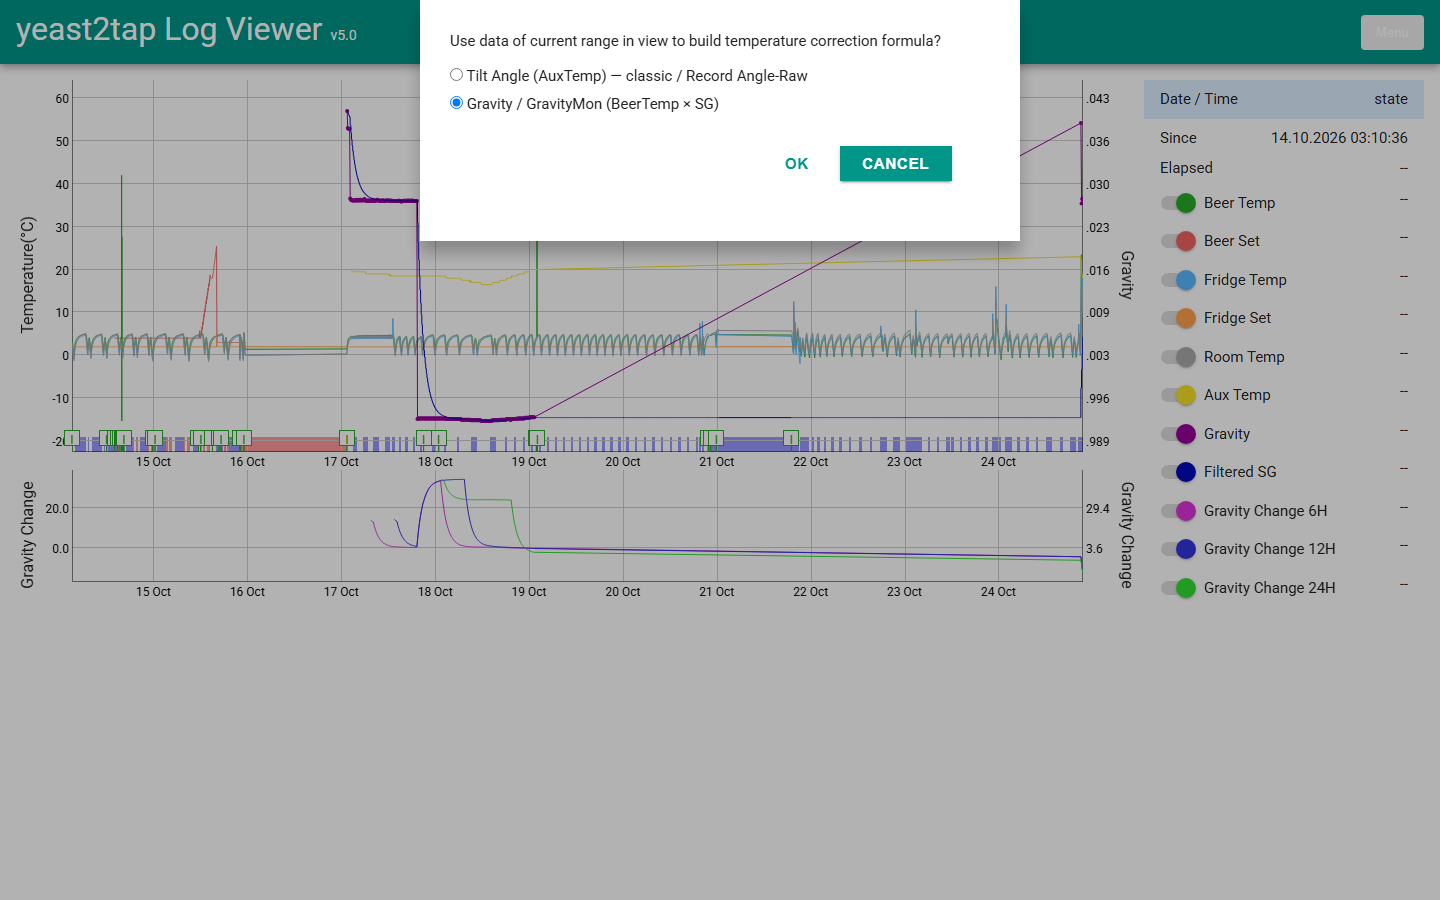 yeast2tap Log Viewer v5.0
Menu
Use data of current range in view to build temperature correction formula?
Tilt Angle (AuxTemp) — classic / Record Angle-Raw
Gravity / GravityMon (BeerTemp × SG)
OK
CANCEL
Temperature(°C)
60
50
40
30
20
10
0
-10
.043
.036
.030
.023
.016
.009
.003
.996
.989
Gravity
15 Oct 16 Oct 17 Oct 18 Oct 19 Oct 20 Oct 21 Oct 22 Oct 23 Oct 24 Oct
Gravity Change
20.0
0.0
29.4
3.6
Gravity Change
15 Oct 16 Oct 17 Oct 18 Oct 19 Oct 20 Oct 21 Oct 22 Oct 23 Oct 24 Oct
Date / Time state
Since 14.10.2026 03:10:36
Elapsed --
Beer Temp --
Beer Set --
Fridge Temp --
Fridge Set --
Room Temp --
Aux Temp --
Gravity --
Filtered SG --
Gravity Change 6H --
Gravity Change 12H --
Gravity Change 24H --